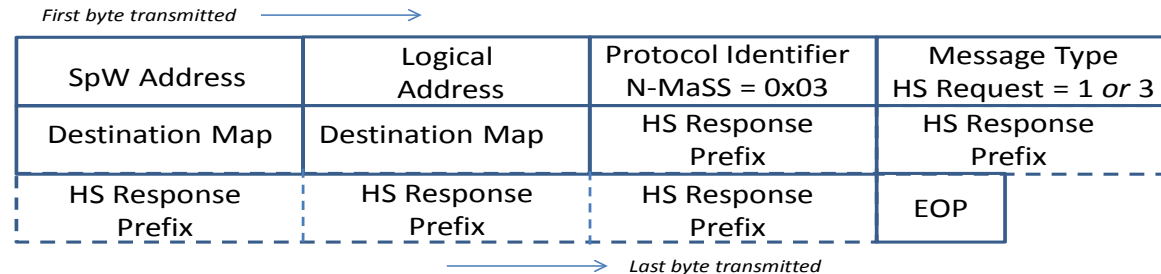 First byte transmitted
SpW Address
Logical
Address
Protocol Identifier
N-MaSS = 0x03
Message Type
HS Request = 1 or 3
Destination Map
Destination Map
HS Response
Prefix
HS Response
Prefix
HS Response
Prefix
HS Response
Prefix
HS Response
Prefix
EOP
Last byte transmitted